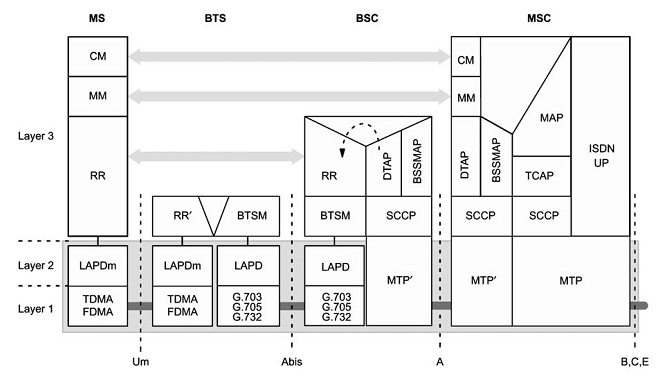 MS BTS BSC MSC
CM CM
MM MM
Layer 3
RR RR DTAP BSSMAP DTAP BSSMAP MAP ISDN
UP
TCAP
RR′ BTSM BTSM SCCP SCCP SCCP
Layer 2 LAPDm LAPDm LAPD LAPD MTP′ MTP′ MTP
Layer 1 TDMA
FDMA
TDMA
FDMA
G.703
G.705
G.732
G.703
G.705
G.732
Um Abis A B,C,E